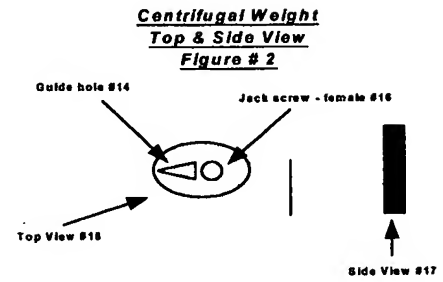 Centrifugal Weight
Top & Side View
Figure # 2
Guide hole #14
Jack screw - female #16
Top View #15
Side View #17